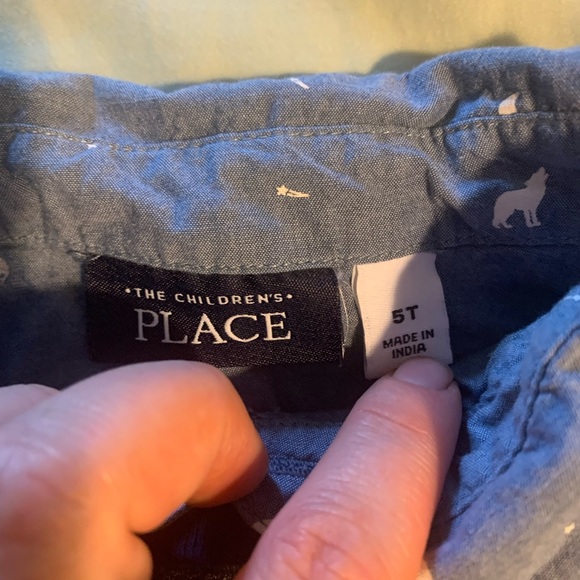 •THE CHILDREN'S•
PLACE
5T
MADE IN
INDIA